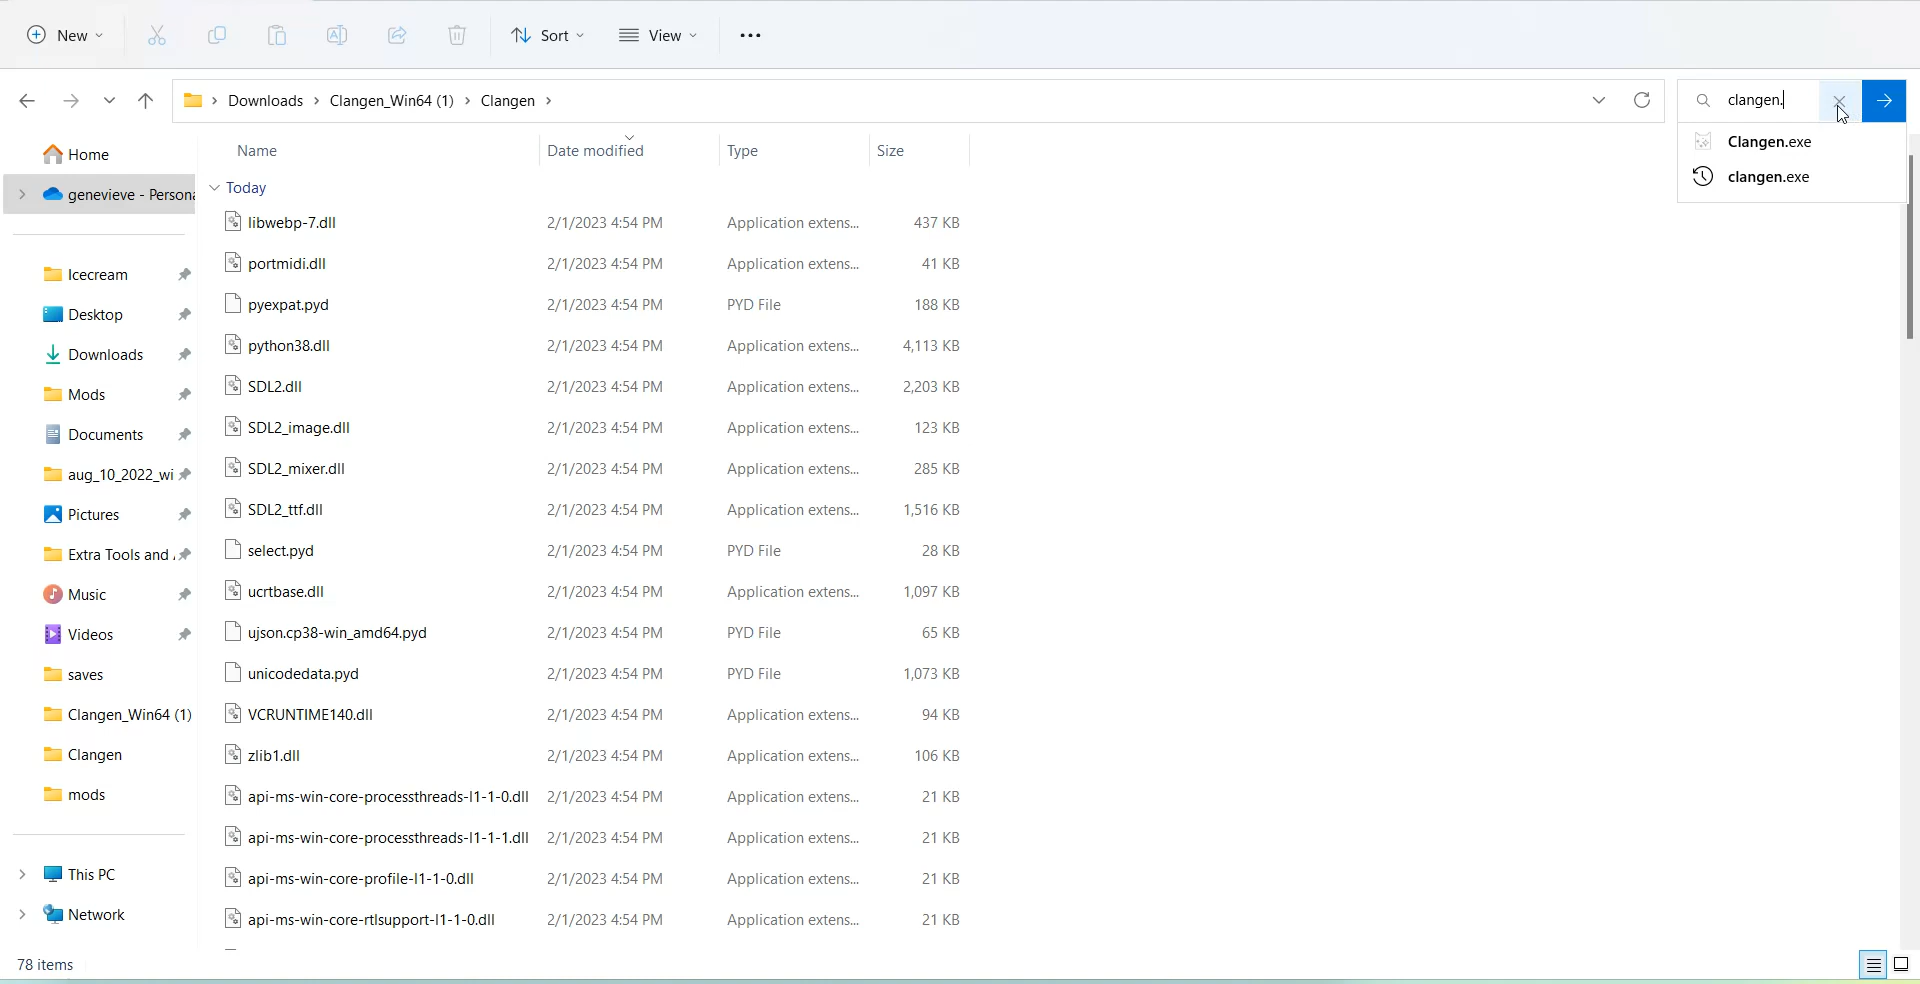 New
Sort
View
Downloads > Clangen_Win64 (1) > Clangen >
clangen.
Clangen.exe
clangen.exe
Home
genevieve - Persona
Icecream
Desktop
Downloads
Mods
Documents
aug_10_2022_wi
Pictures
Extra Tools and
Music
Videos
saves
Clangen_Win64 (1)
Clangen
mods
This PC
Network
Name Date modified Type Size
Today
libwebp-7.dll 2/1/2023 4:54 PM Application extens... 437 KB
portmidi.dll 2/1/2023 4:54 PM Application extens... 41 KB
pyexpat.pyd 2/1/2023 4:54 PM PYD File 188 KB
python38.dll 2/1/2023 4:54 PM Application extens... 4,113 KB
SDL2.dll 2/1/2023 4:54 PM Application extens... 2,203 KB
SDL2_image.dll 2/1/2023 4:54 PM Application extens... 123 KB
SDL2_mixer.dll 2/1/2023 4:54 PM Application extens... 285 KB
SDL2_ttf.dll 2/1/2023 4:54 PM Application extens... 1,516 KB
select.pyd 2/1/2023 4:54 PM PYD File 28 KB
ucrtbase.dll 2/1/2023 4:54 PM Application extens... 1,097 KB
ujson.cp38-win_amd64.pyd 2/1/2023 4:54 PM PYD File 65 KB
unicodedata.pyd 2/1/2023 4:54 PM PYD File 1,073 KB
VCRUNTIME140.dll 2/1/2023 4:54 PM Application extens... 94 KB
zlib1.dll 2/1/2023 4:54 PM Application extens... 106 KB
api-ms-win-core-processthreads-l1-1-0.dll 2/1/2023 4:54 PM Application extens... 21 KB
api-ms-win-core-processthreads-l1-1-1.dll 2/1/2023 4:54 PM Application extens... 21 KB
api-ms-win-core-profile-l1-1-0.dll 2/1/2023 4:54 PM Application extens... 21 KB
api-ms-win-core-rtlsupport-l1-1-0.dll 2/1/2023 4:54 PM Application extens... 21 KB
78 items